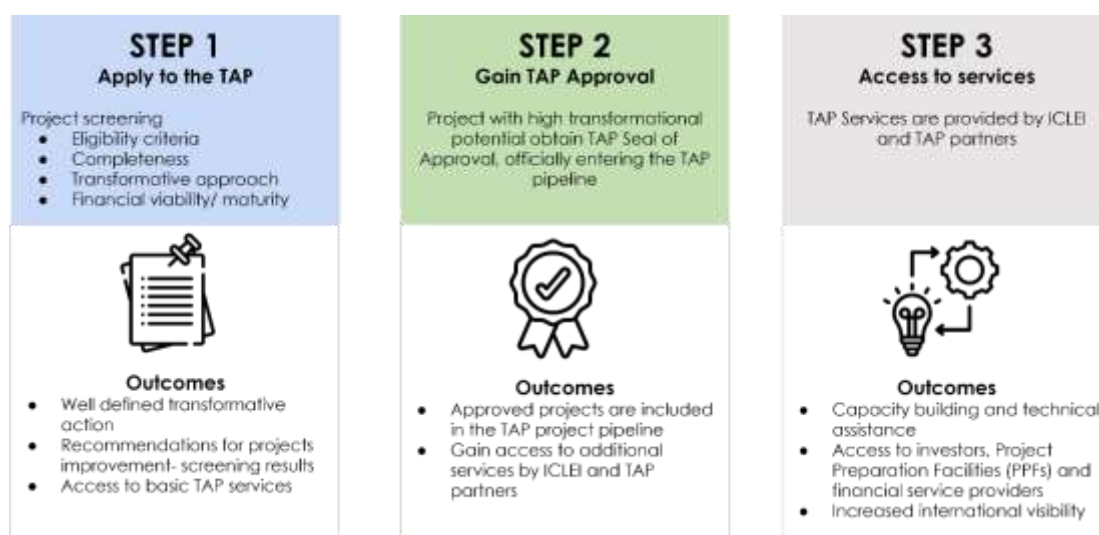 STEP 1
Apply to the TAP
Project screening
● Eligibility criteria
● Completeness
● Transformative approach
● Financial viability/ maturity
Outcomes
● Well defined transformative
action
● Recommendations for projects
improvement- screening results
● Access to basic TAP services
STEP 2
Gain TAP Approval
Project with high transformational
potential obtain TAP Seal of
Approval, officially entering the TAP
pipeline
Outcomes
● Approved projects are included
in the TAP project pipeline
● Gain access to additional
services by ICLEI and TAP
partners
STEP 3
Access to services
TAP Services are provided by ICLEI
and TAP partners
Outcomes
● Capacity building and technical
assistance
● Access to investors, Project
Preparation Facilities (PPFs) and
financial service providers
● Increased international visibility